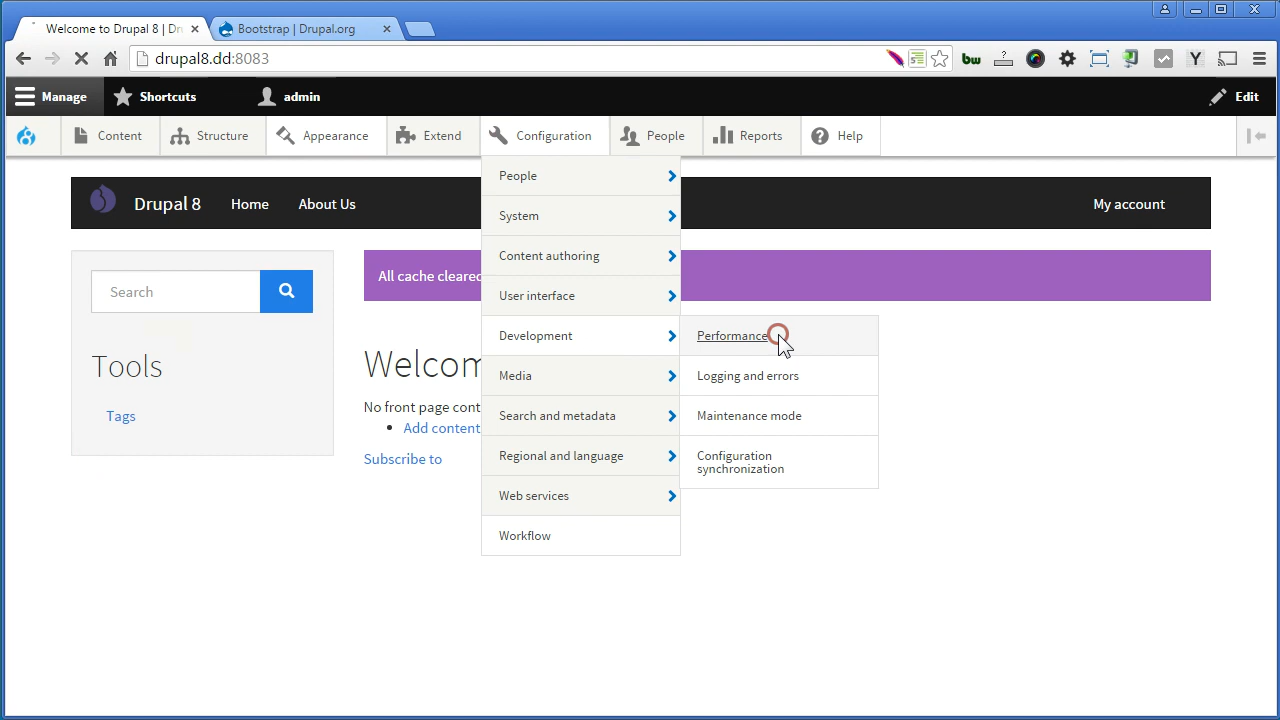 Welcome to Drupal 8 | Dru
Bootstrap | Drupal.org
drupal8.dd:8083
Manage
Shortcuts
admin
Edit
Content
Structure
Appearance
Extend
Configuration
People
Reports
Help
Drupal 8
Home
About Us
My account
People
System
Content authoring
User interface
Development
Media
Search and metadata
Regional and language
Web services
Workflow
Performance
Logging and errors
Maintenance mode
Configuration
synchronization
Search
Tools
Tags
All cache cleared
Welcom
No front page cont
Add content
Subscribe to
bw
Y